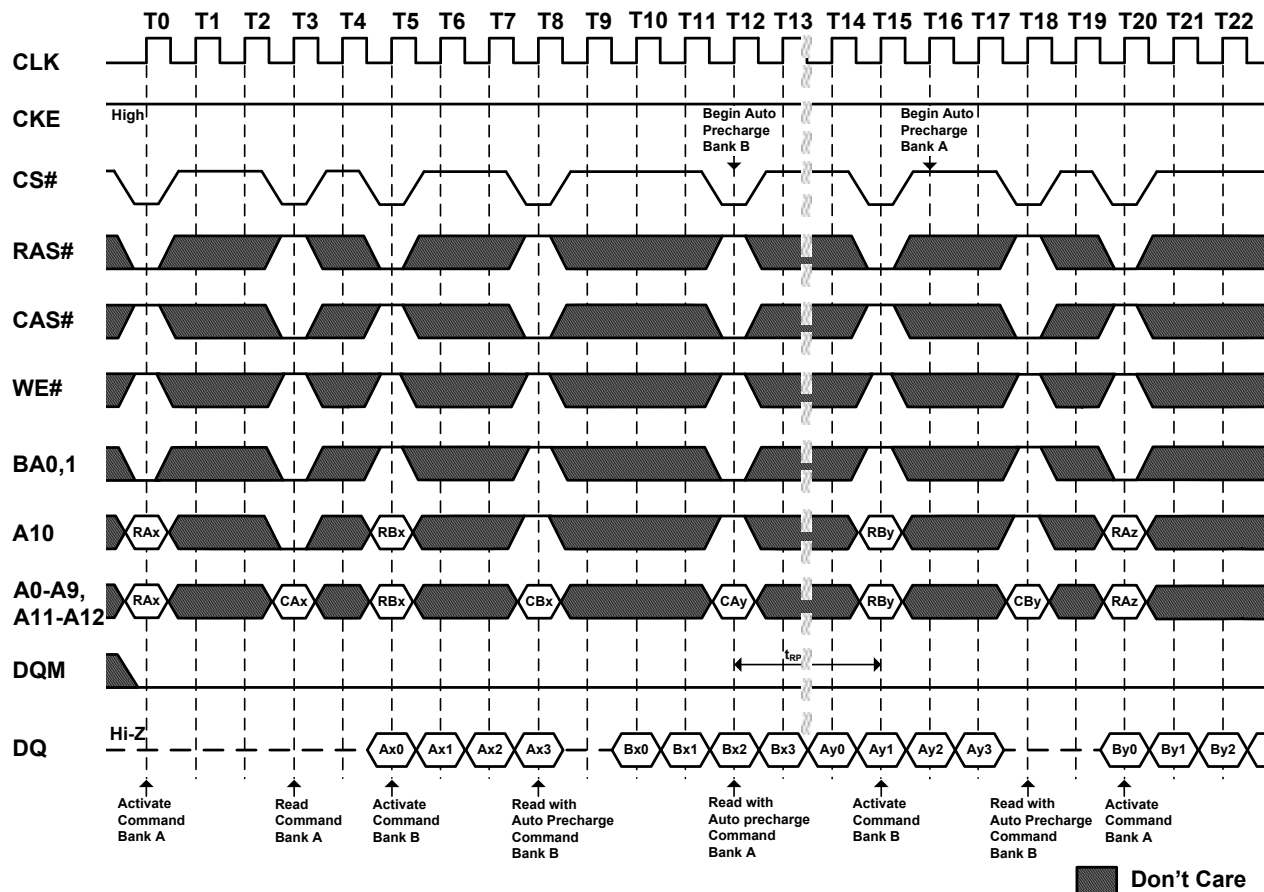 T0 T1 T2 T3 T4 T5 T6 T7 T8 T9 T10 T11 T12 T13 T14 T15 T16 T17 T18 T19 T20 T21 T22
CLK
CKE
High
Begin Auto
Precharge
Bank B
Begin Auto
Precharge
Bank A
CS#
RAS#
CAS#
WE#
BA0,1
A10
RAx RBx RBy RAz
A0-A9,
A11-A12
RAx CAx RBx CBx CAy RBy CBy RAz
DQM
tRP
DQ
Hi-Z
Ax0 Ax1 Ax2 Ax3 Bx0 Bx1 Bx2 Bx3 Ay0 Ay1 Ay2 Ay3 By0 By1 By2
Activate
Command
Bank A
Read
Command
Bank A
Activate
Command
Bank B
Read with
Auto Precharge
Command
Bank B
Read with
Auto precharge
Command
Bank A
Activate
Command
Bank B
Read with
Auto Precharge
Command
Bank B
Activate
Command
Bank A
Don't Care